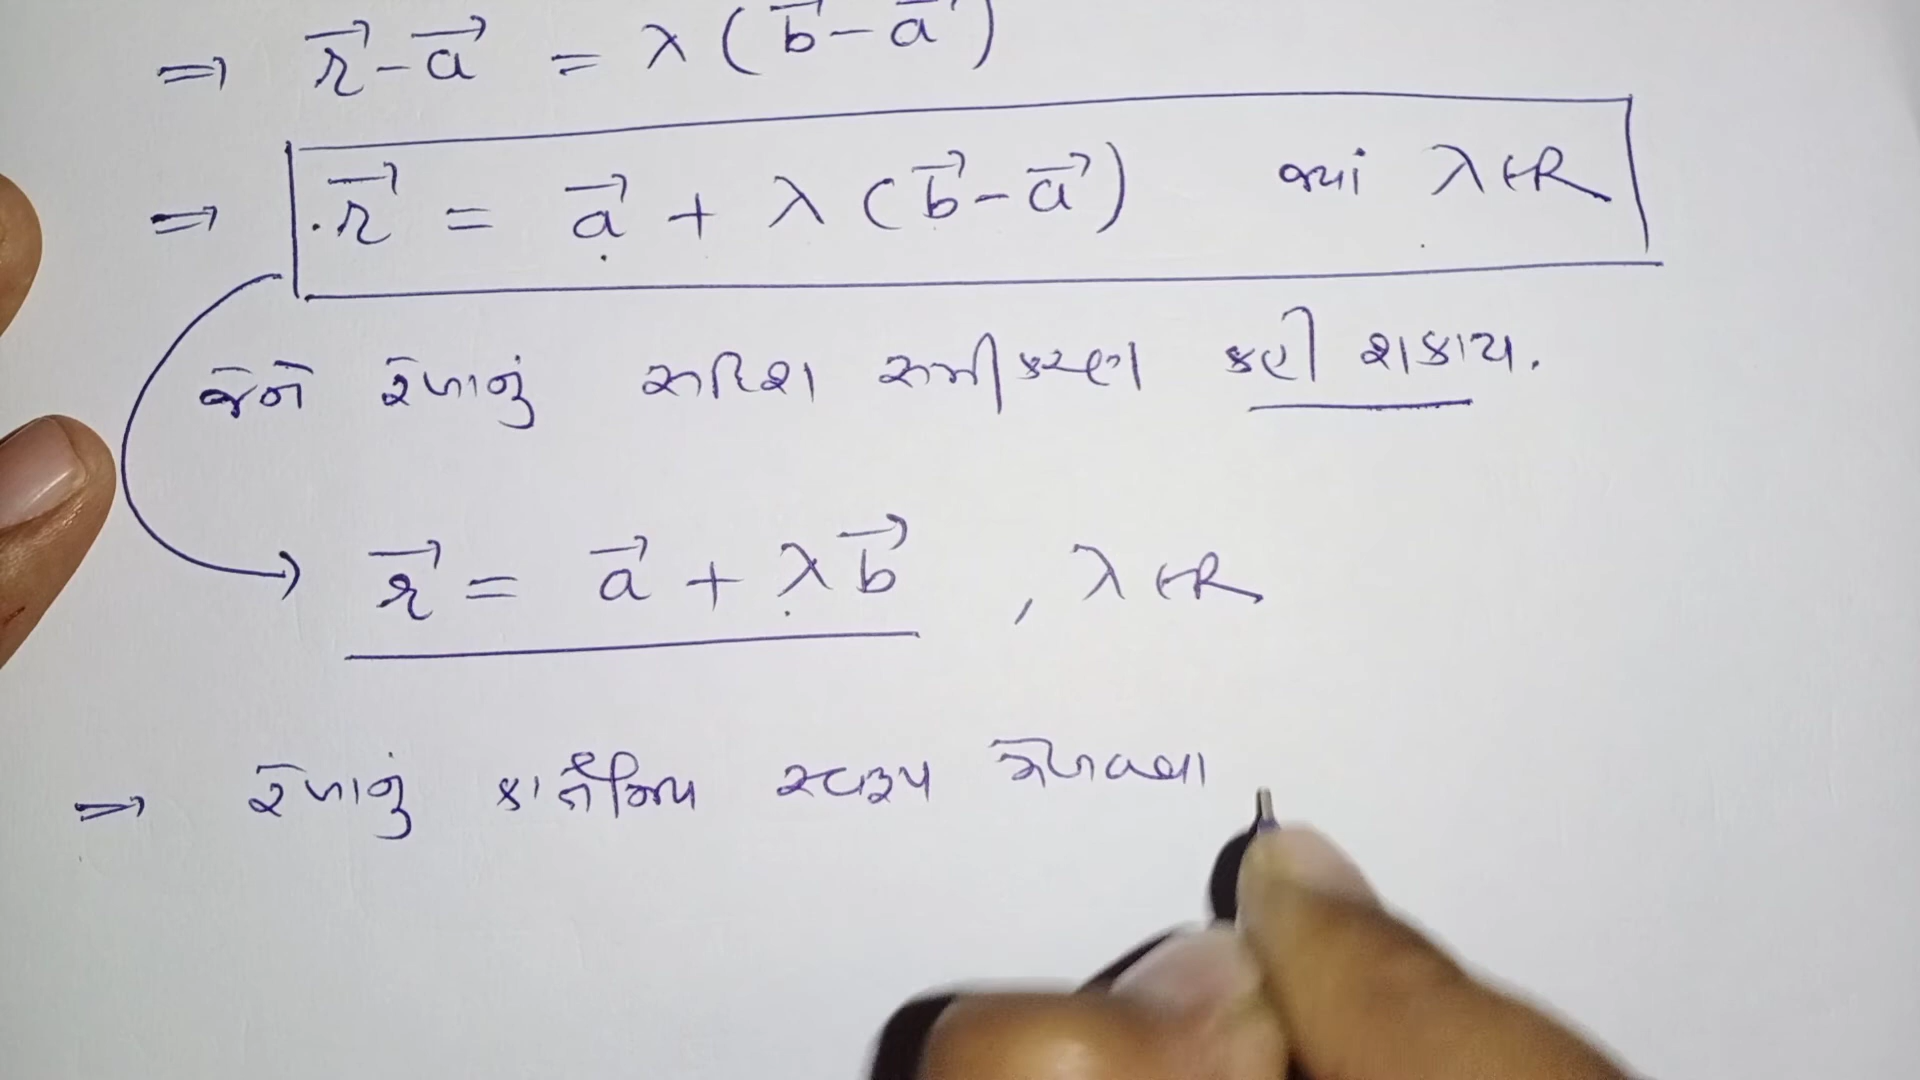 ⇒ r⃗ - a⃗ = λ (b⃗ - a⃗)
⇒ r⃗ = a⃗ + λ (b⃗ - a⃗) જ્યાં λ ∈ R
જેને રેખાનું સદિશ સમીકરણ કહી શકાય.
r⃗ = a⃗ + λb⃗ , λ ∈ R
⇒ રેખાનું કાર્તેઝિય સ્વરૂપ મેળવવા